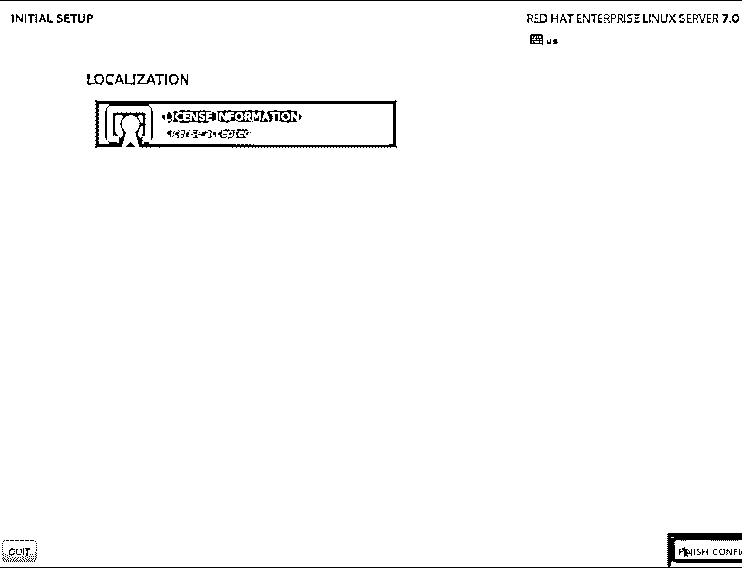 INITIAL SETUP
RED HAT ENTERPRISE LINUX SERVER 7.0
us
LOCALIZATION
LICENSE INFORMATION
License accepted
QUIT
FINISH CONFI